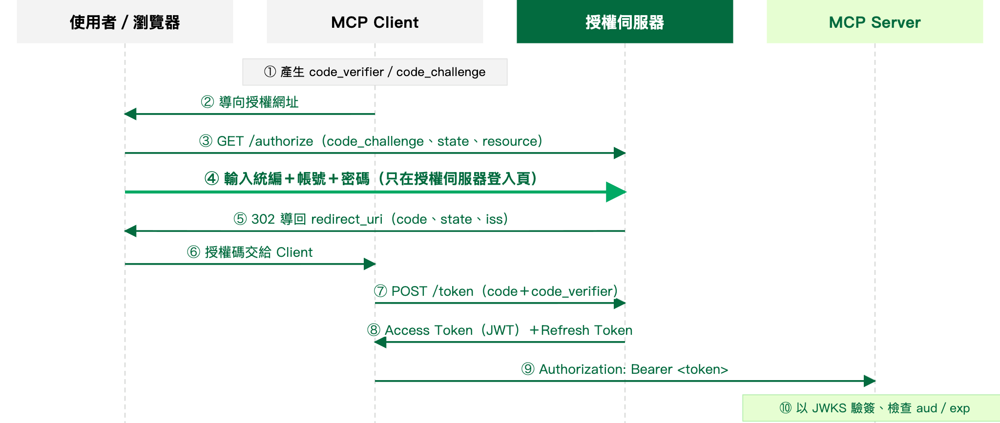 使用者 / 瀏覽器
MCP Client
授權伺服器
MCP Server
① 產生 code_verifier / code_challenge
② 導向授權網址
③ GET /authorize（code_challenge、state、resource）
④ 輸入統編＋帳號＋密碼（只在授權伺服器登入頁）
⑤ 302 導回 redirect_uri（code、state、iss）
⑥ 授權碼交給 Client
⑦ POST /token（code＋code_verifier）
⑧ Access Token（JWT）＋Refresh Token
⑨ Authorization: Bearer <token>
⑩ 以 JWKS 驗簽、檢查 aud / exp